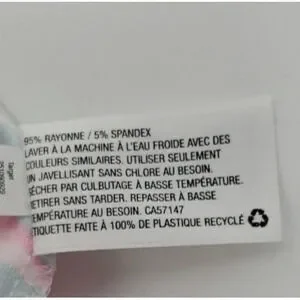 95% RAYONNE / 5% SPANDEX
LAVER À LA MACHINE À L'EAU FROIDE AVEC DES
COULEURS SIMILAIRES. UTILISER SEULEMENT
UN JAVELLISANT SANS CHLORE AU BESOIN.
SÉCHER PAR CULBUTAGE À BASSE TEMPÉRATURE.
RETIRER SANS TARDER. REPASSER À BASSE
TEMPÉRATURE AU BESOIN. CA57147
ÉTIQUETTE FAITE À 100% DE PLASTIQUE RECYCLÉ
Target